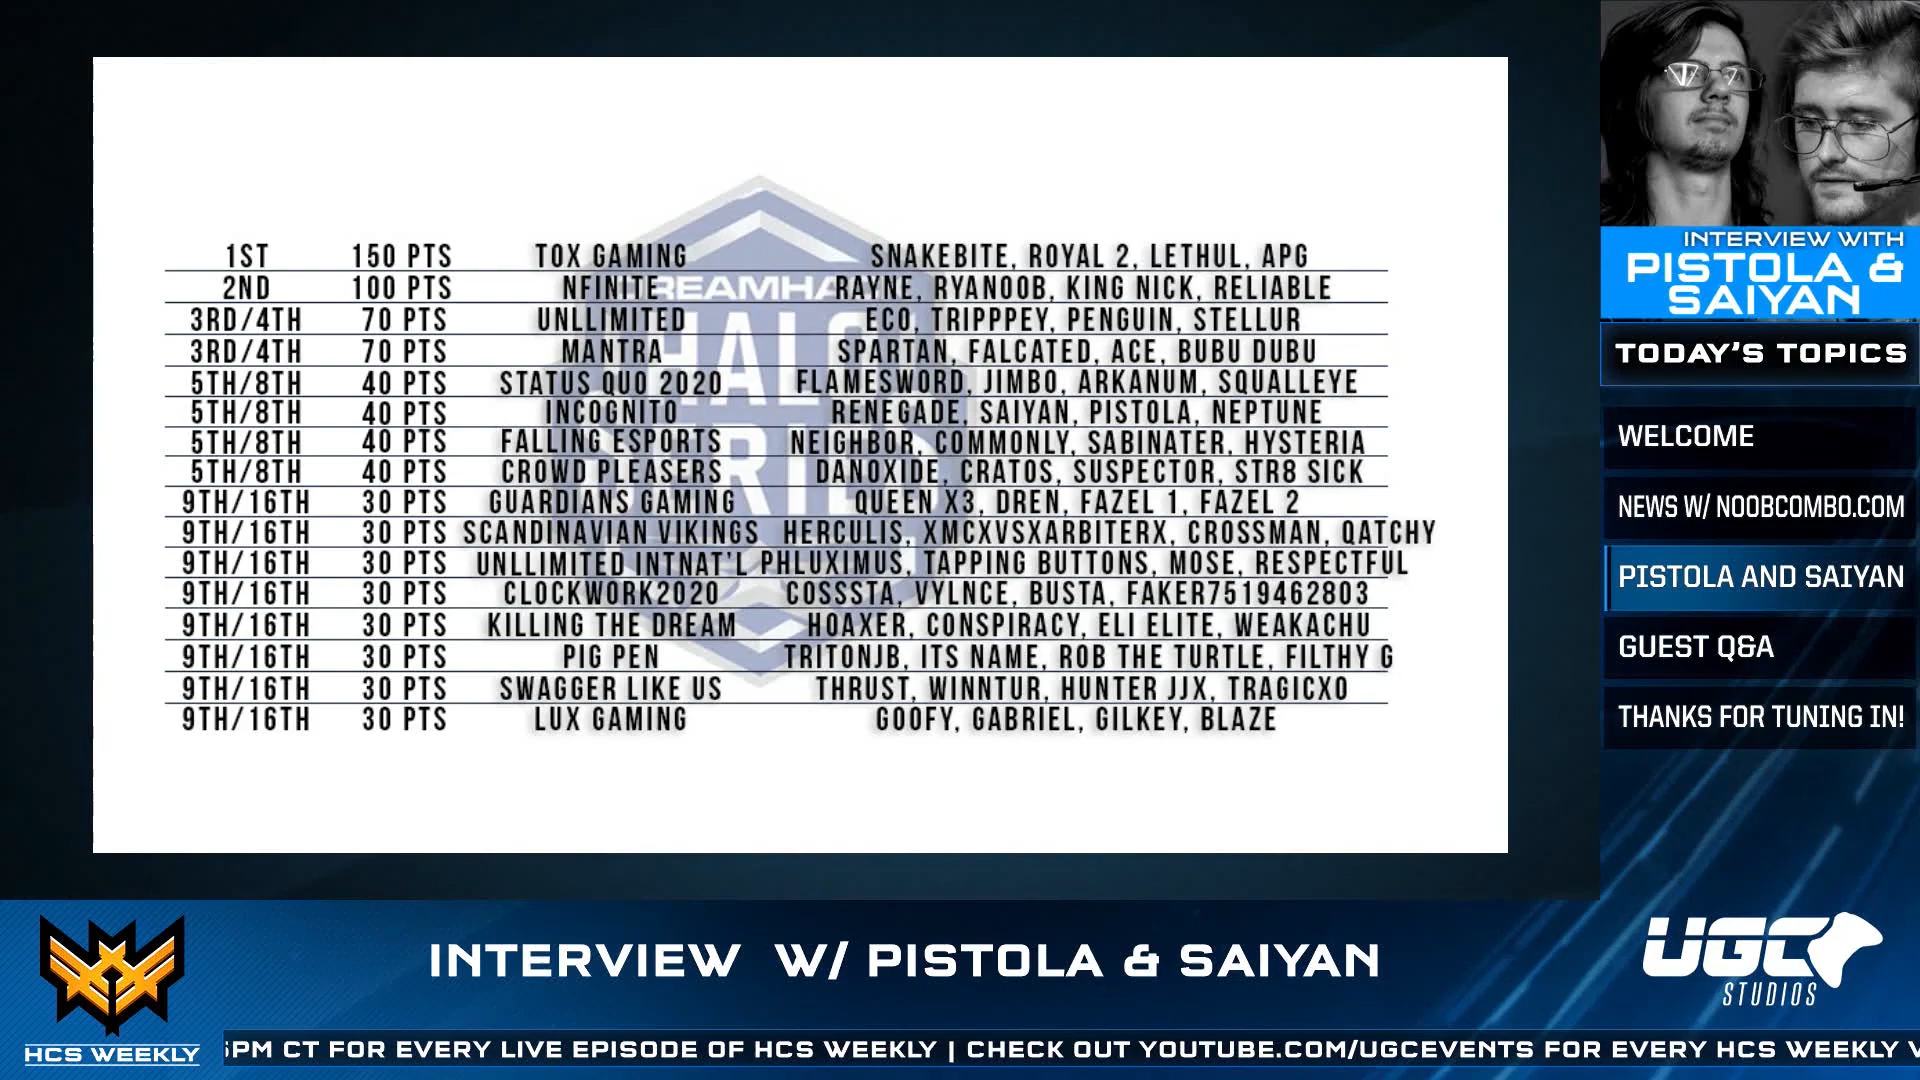 1ST 150 PTS TOX GAMING SNAKEBITE, ROYAL 2, LETHUL, APG
2ND 100 PTS NFINITE RAYNE, RYANOOB, KING NICK, RELIABLE
3RD/4TH 70 PTS UNLLIMITED ECO, TRIPPPEY, PENGUIN, STELLUR
3RD/4TH 70 PTS MANTRA SPARTAN, FALCATED, ACE, BUBU DUBU
5TH/8TH 40 PTS STATUS QUO 2020 FLAMESWORD, JIMBO, ARKANUM, SQUALLEYE
5TH/8TH 40 PTS INCOGNITO RENEGADE, SAIYAN, PISTOLA, NEPTUNE
5TH/8TH 40 PTS FALLING ESPORTS NEIGHBOR, COMMONLY, SABINATER, HYSTERIA
5TH/8TH 40 PTS CROWD PLEASERS DANOXIDE, CRATOS, SUSPECTOR, STR8 SICK
9TH/16TH 30 PTS GUARDIANS GAMING QUEEN X3, DREN, FAZEL 1, FAZEL 2
9TH/16TH 30 PTS SCANDINAVIAN VIKINGS HERCULIS, XMCXVSXARBITERX, CROSSMAN, QATCHY
9TH/16TH 30 PTS UNLLIMITED INTNAT'L PHLUXIMUS, TAPPING BUTTONS, MOSE, RESPECTFUL
9TH/16TH 30 PTS CLOCKWORK2020 COSSSTA, VYLNCE, BUSTA, FAKER7519462803
9TH/16TH 30 PTS KILLING THE DREAM HOAXER, CONSPIRACY, ELI ELITE, WEAKACHU
9TH/16TH 30 PTS PIG PEN TRITONJB, ITS NAME, ROB THE TURTLE, FILTHY G
9TH/16TH 30 PTS SWAGGER LIKE US THRUST, WINNTUR, HUNTER JJX, TRAGICXO
9TH/16TH 30 PTS LUX GAMING GOOFY, GABRIEL, GILKEY, BLAZE
HALO
INTERVIEW WITH
PISTOLA &
SAIYAN
TODAY'S TOPICS
WELCOME
NEWS W/ NOOBCOMBO.COM
PISTOLA AND SAIYAN
GUEST Q&A
THANKS FOR TUNING IN!
INTERVIEW W/ PISTOLA & SAIYAN
UGC
STUDIOS
HCS WEEKLY
PM CT FOR EVERY LIVE EPISODE OF HCS WEEKLY | CHECK OUT YOUTUBE.COM/UGCEVENTS FOR EVERY HCS WEEKLY